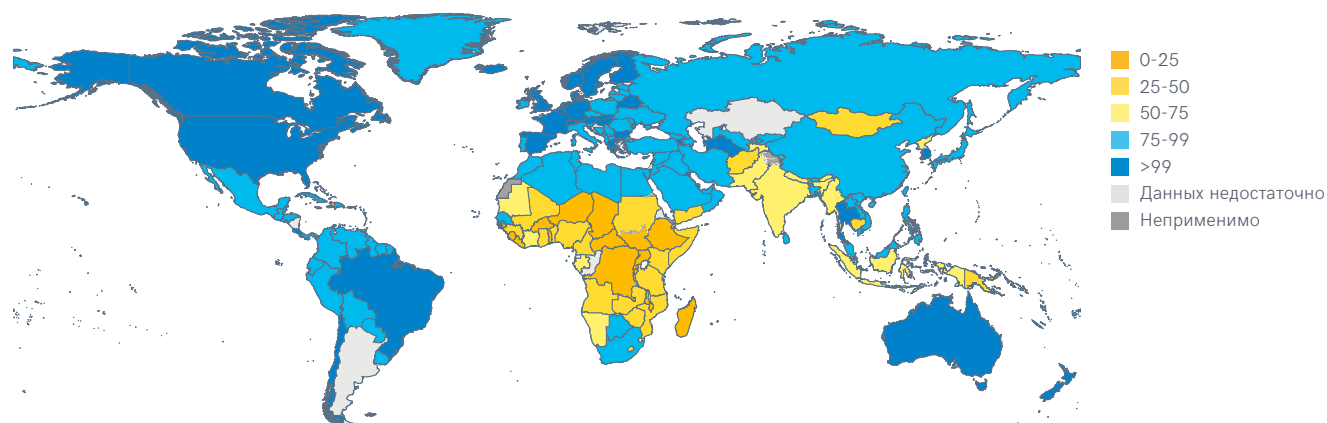 0-25
25-50
50-75
75-99
>99
Данных недостаточно
Неприменимо